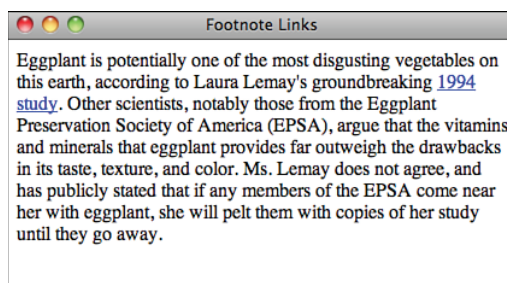 Footnote Links
Eggplant is potentially one of the most disgusting vegetables on
this earth, according to Laura Lemay's groundbreaking 1994
study. Other scientists, notably those from the Eggplant
Preservation Society of America (EPSA), argue that the vitamins
and minerals that eggplant provides far outweigh the drawbacks
in its taste, texture, and color. Ms. Lemay does not agree, and
has publicly stated that if any members of the EPSA come near
her with eggplant, she will pelt them with copies of her study
until they go away.